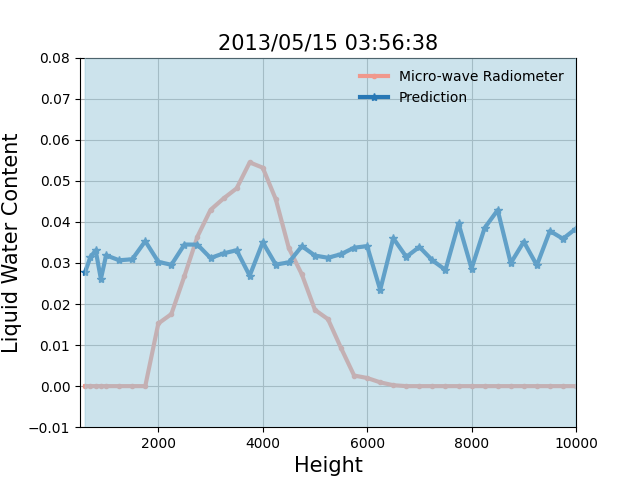 2013/05/15 03:56:38
Micro-wave Radiometer
Prediction
Liquid Water Content
0.08
0.07
0.06
0.05
0.04
0.03
0.02
0.01
0.00
−0.01
2000 4000 6000 8000 10000
Height